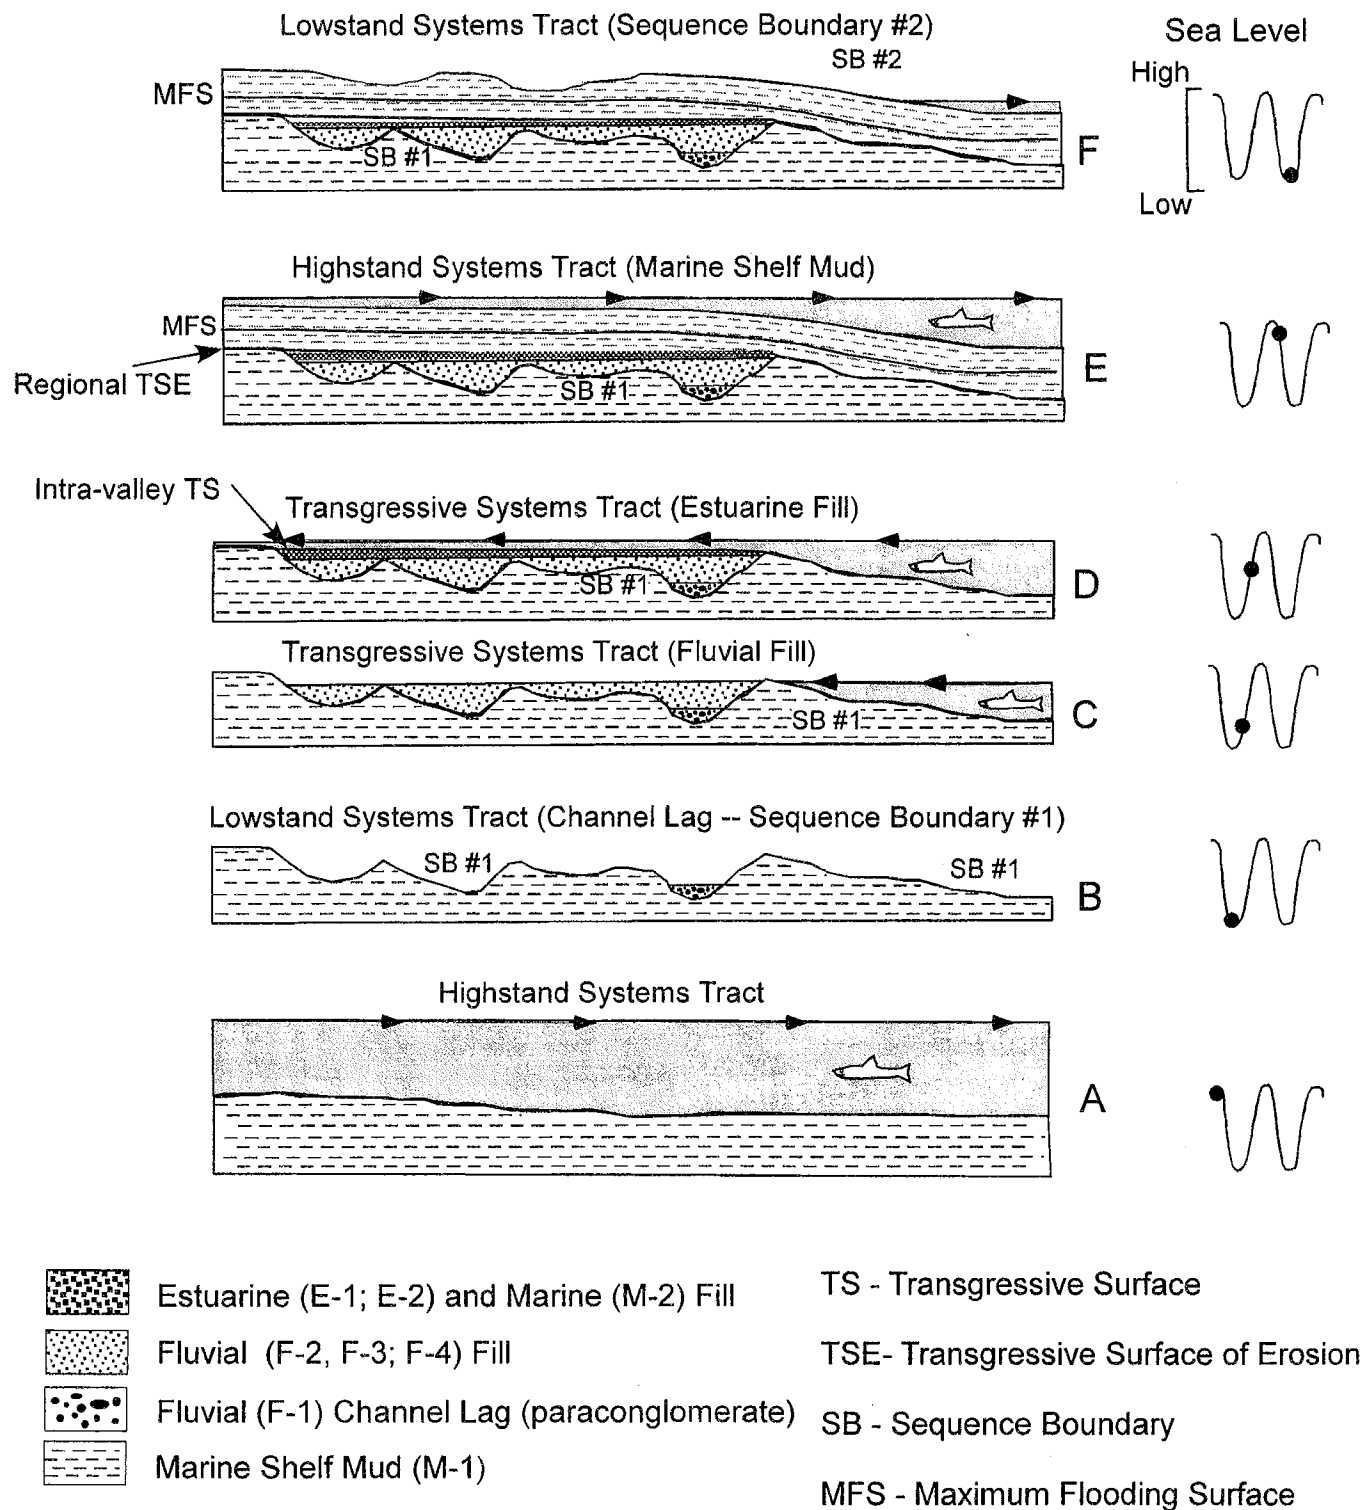 Lowstand Systems Tract (Sequence Boundary #2)
Sea Level
SB #2
High
MFS
SB #1
F
Low
Highstand Systems Tract (Marine Shelf Mud)
MFS
Regional TSE
SB #1
E
Intra-valley TS
Transgressive Systems Tract (Estuarine Fill)
SB #1
D
Transgressive Systems Tract (Fluvial Fill)
SB #1
C
Lowstand Systems Tract (Channel Lag -- Sequence Boundary #1)
SB #1
SB #1
B
Highstand Systems Tract
A
Estuarine (E-1; E-2) and Marine (M-2) Fill
Fluvial (F-2, F-3; F-4) Fill
Fluvial (F-1) Channel Lag (paraconglomerate)
Marine Shelf Mud (M-1)
TS - Transgressive Surface
TSE- Transgressive Surface of Erosion
SB - Sequence Boundary
MFS - Maximum Flooding Surface